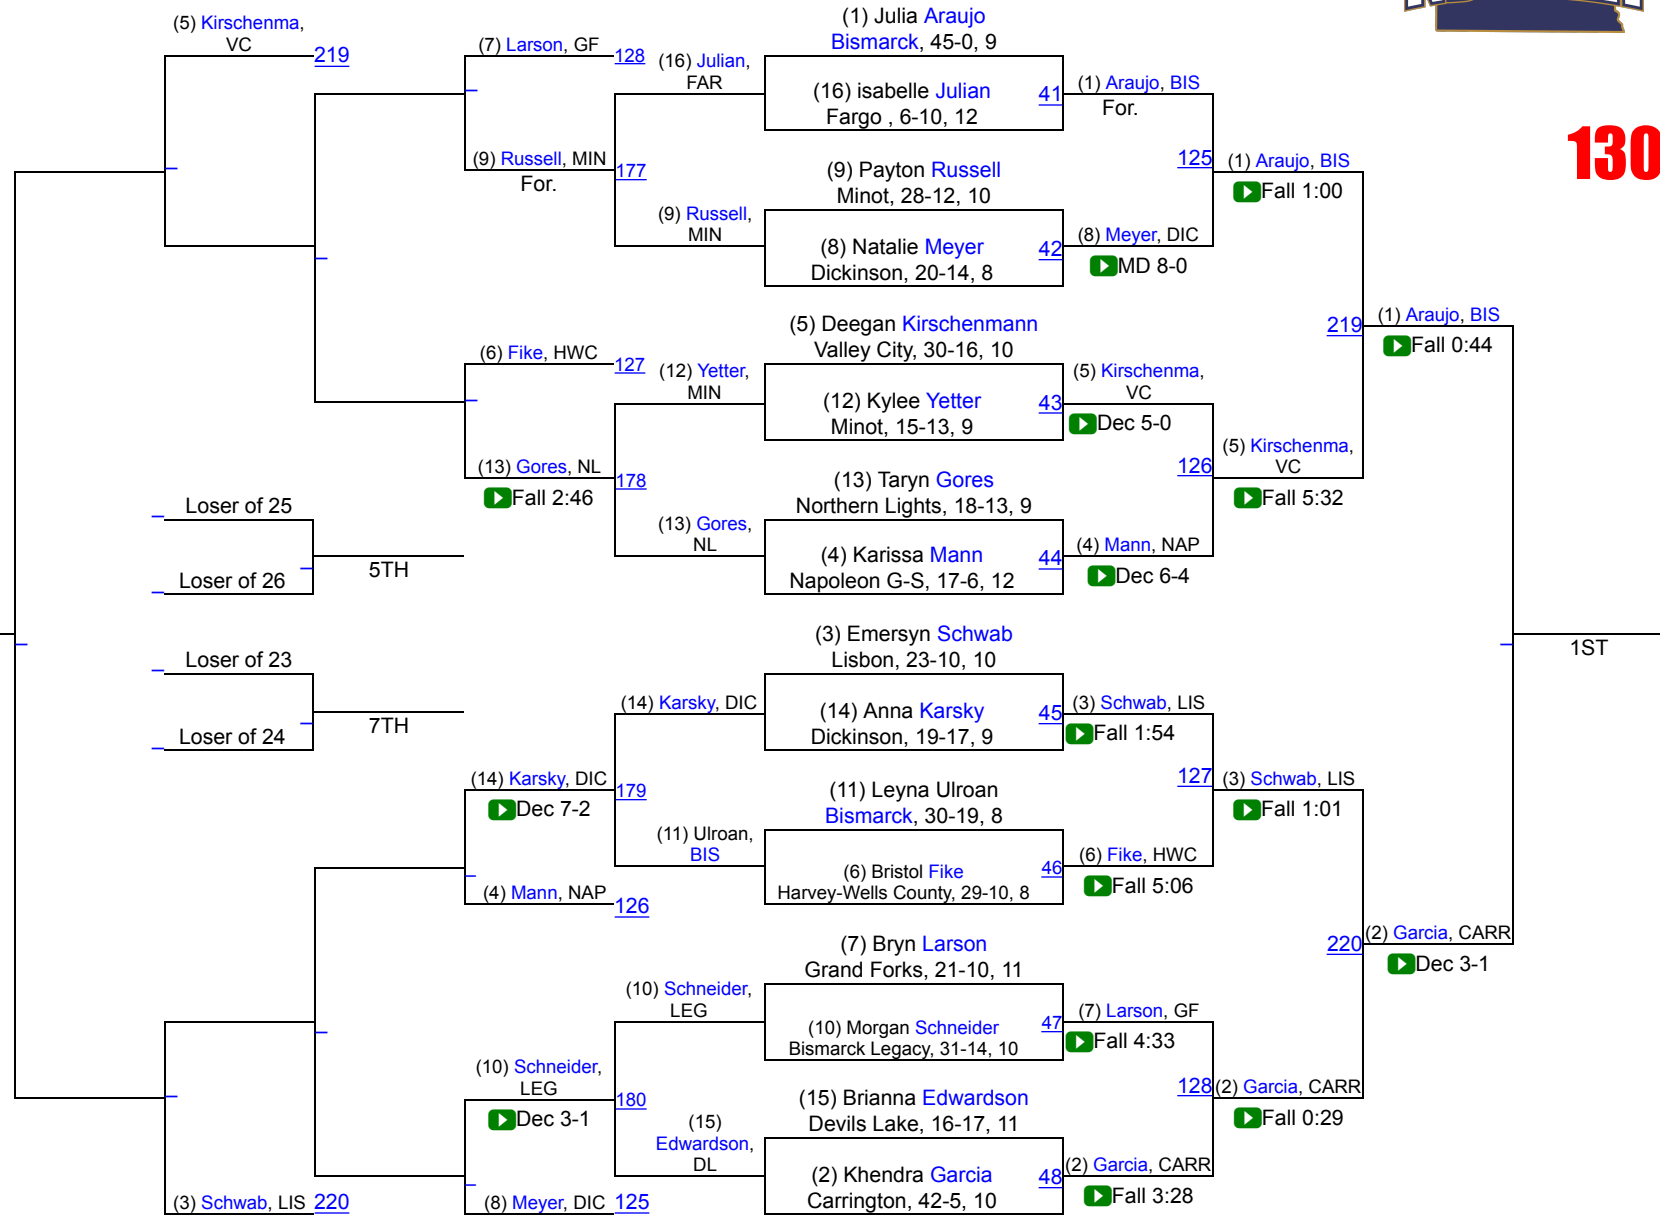 (5) Kirschenma,
VC
219
(7) Larson, GF
128
(9) Russell, MIN
For.
177
(16) Julian,
FAR
(9) Russell,
MIN
(6) Fike, HWC
127
(13) Gores, NL
Fall 2:46
178
(12) Yetter,
MIN
(13) Gores,
NL
Loser of 25
Loser of 26
5TH
Loser of 23
Loser of 24
7TH
(14) Karsky, DIC
(14) Karsky, DIC
Dec 7-2
179
(11) Ulroan,
BIS
(4) Mann, NAP
126
(10) Schneider,
LEG
(10) Schneider,
LEG
Dec 3-1
180
(15)
Edwardson,
DL
(3) Schwab, LIS
220
(8) Meyer, DIC
125
(1) Julia Araujo
Bismarck, 45-0, 9
(16) isabelle Julian
Fargo , 6-10, 12
41
(9) Payton Russell
Minot, 28-12, 10
(8) Natalie Meyer
Dickinson, 20-14, 8
42
(5) Deegan Kirschenmann
Valley City, 30-16, 10
(12) Kylee Yetter
Minot, 15-13, 9
43
(13) Taryn Gores
Northern Lights, 18-13, 9
(4) Karissa Mann
Napoleon G-S, 17-6, 12
44
(3) Emersyn Schwab
Lisbon, 23-10, 10
(14) Anna Karsky
Dickinson, 19-17, 9
45
(11) Leyna Ulroan
Bismarck, 30-19, 8
(6) Bristol Fike
Harvey-Wells County, 29-10, 8
46
(7) Bryn Larson
Grand Forks, 21-10, 11
(10) Morgan Schneider
Bismarck Legacy, 31-14, 10
47
(15) Brianna Edwardson
Devils Lake, 16-17, 11
(2) Khendra Garcia
Carrington, 42-5, 10
48
(1) Araujo, BIS
For.
125
(8) Meyer, DIC
MD 8-0
(5) Kirschenma,
VC
Dec 5-0
126
(4) Mann, NAP
Dec 6-4
(3) Schwab, LIS
Fall 1:54
127
(6) Fike, HWC
Fall 5:06
(7) Larson, GF
Fall 4:33
128
(2) Garcia, CARR
Fall 3:28
(1) Araujo, BIS
Fall 1:00
219
(5) Kirschenma,
VC
Fall 5:32
(3) Schwab, LIS
Fall 1:01
220
(2) Garcia, CARR
Fall 0:29
(1) Araujo, BIS
Fall 0:44
(2) Garcia, CARR
Dec 3-1
1ST
130